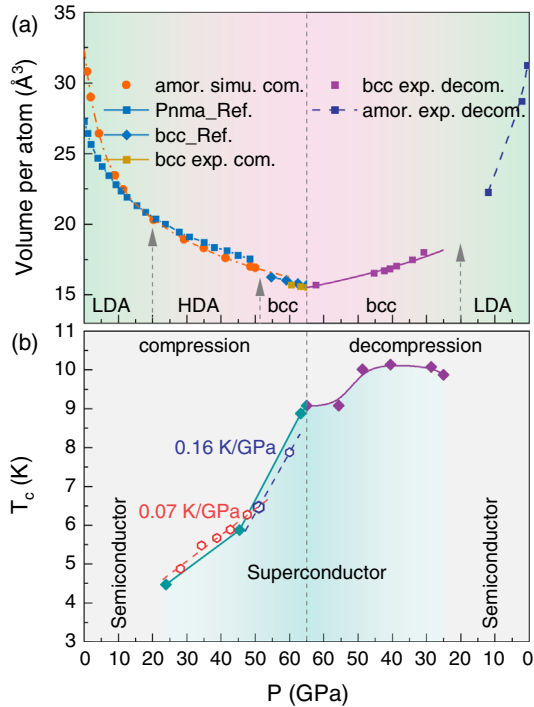 (a)
Volume per atom (Å³)
35
30
25
20
15
amor. simu. com.
Pnma_Ref.
bcc_Ref.
bcc exp. com.
bcc exp. decom.
amor. exp. decom.
LDA
HDA
bcc
bcc
LDA
(b)
T_c (K)
11
10
9
8
7
6
5
4
3
compression
decompression
0.16 K/GPa
0.07 K/GPa
Semiconductor
Superconductor
Semiconductor
0 10 20 30 40 50 60 60 50 40 30 20 10 0
P (GPa)